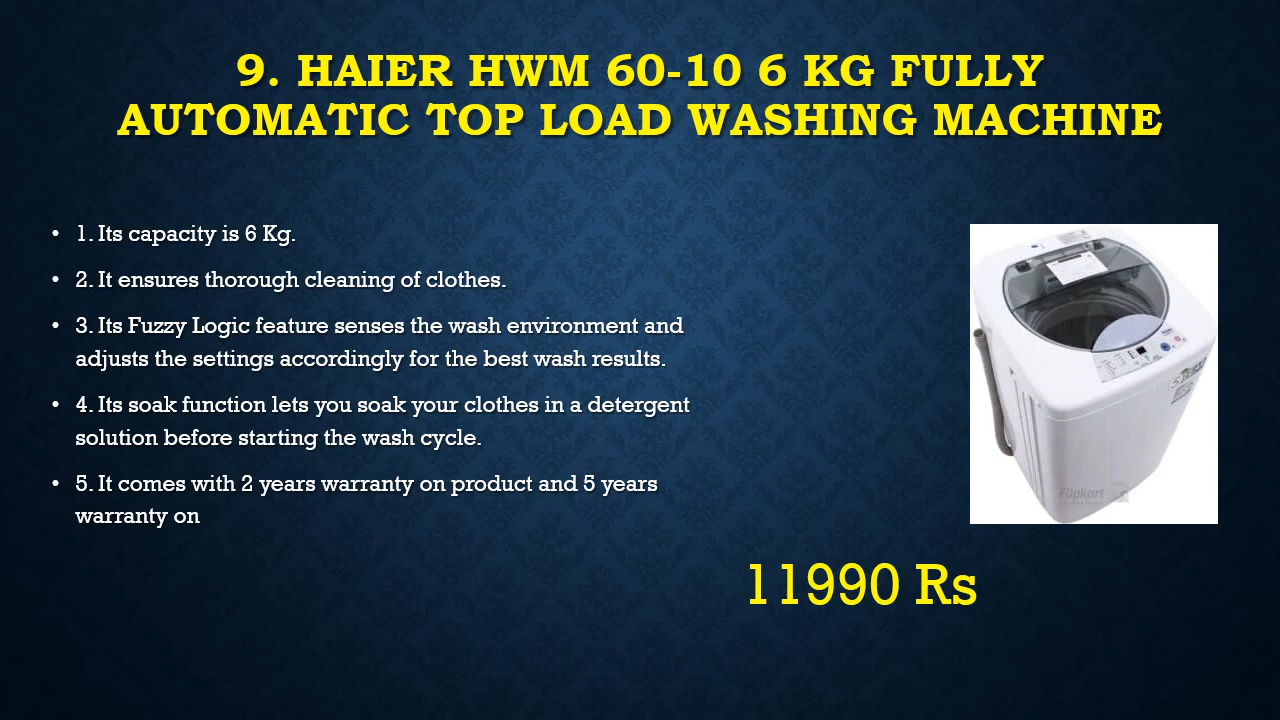 9. HAIER HWM 60-10 6 KG FULLY
AUTOMATIC TOP LOAD WASHING MACHINE
• 1. Its capacity is 6 Kg.
• 2. It ensures thorough cleaning of clothes.
• 3. Its Fuzzy Logic feature senses the wash environment and
adjusts the settings accordingly for the best wash results.
• 4. Its soak function lets you soak your clothes in a detergent
solution before starting the wash cycle.
• 5. It comes with 2 years warranty on product and 5 years
warranty on
Flipkart
11990 Rs